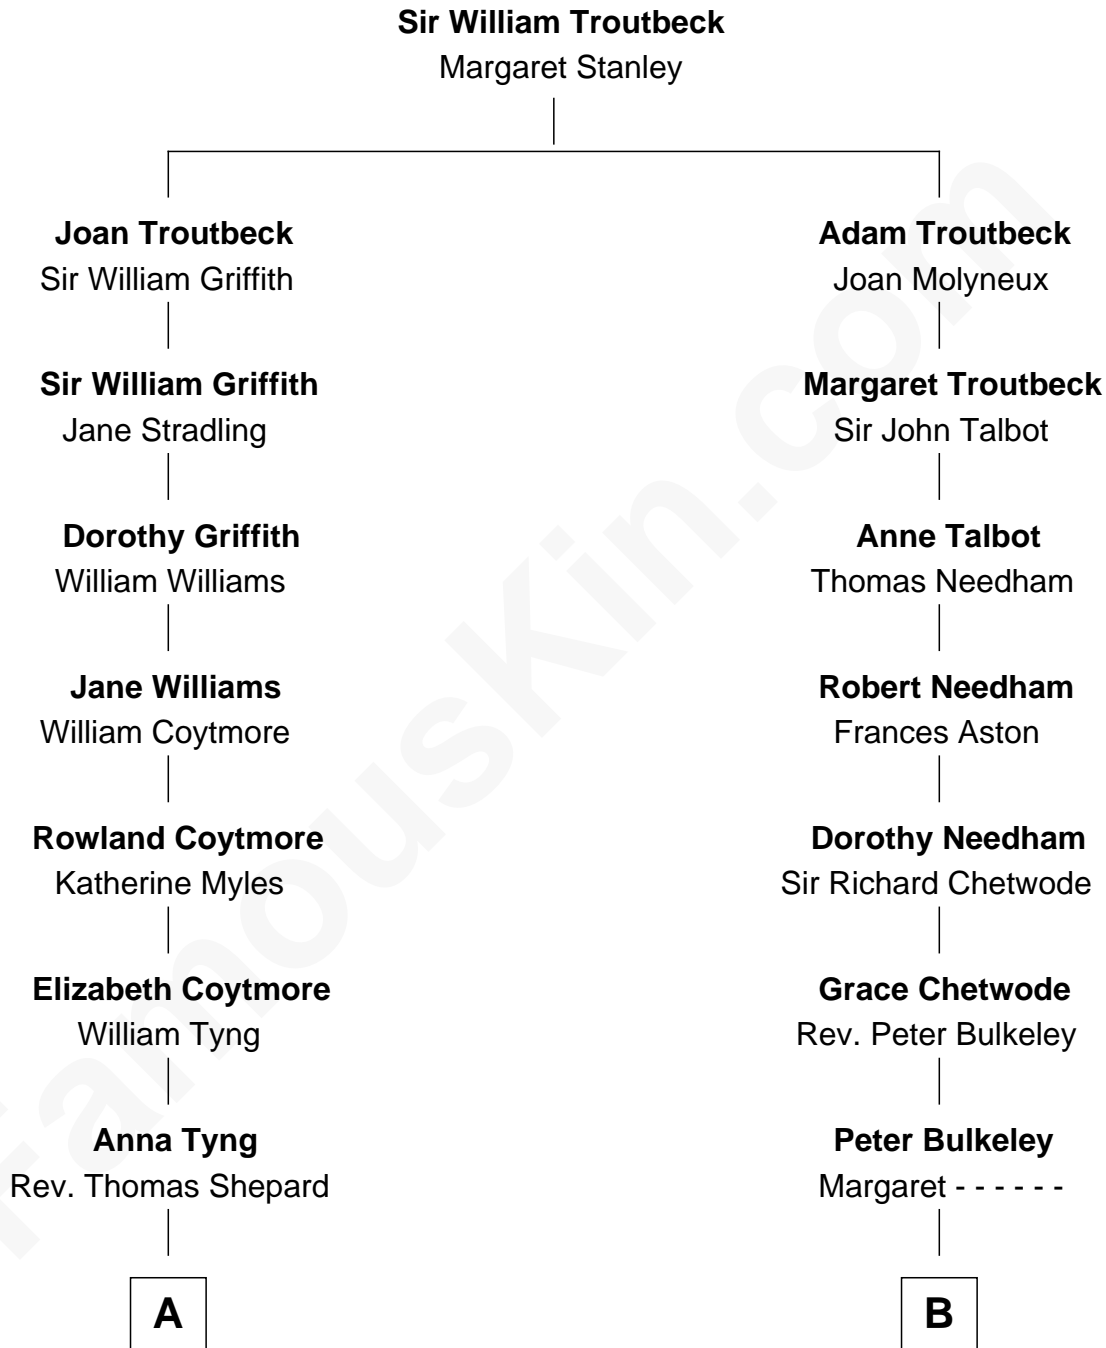 Sir William Troutbeck
Margaret Stanley
Joan Troutbeck
Sir William Griffith
Adam Troutbeck
Joan Molyneux
Sir William Griffith
Jane Stradling
Margaret Troutbeck
Sir John Talbot
Dorothy Griffith
William Williams
Anne Talbot
Thomas Needham
Jane Williams
William Coytmore
Robert Needham
Frances Aston
Rowland Coytmore
Katherine Myles
Dorothy Needham
Sir Richard Chetwode
Elizabeth Coytmore
William Tyng
Grace Chetwode
Rev. Peter Bulkeley
Anna Tyng
Rev. Thomas Shepard
Peter Bulkeley
Margaret - - - - - -
A
B
FamousKin.com